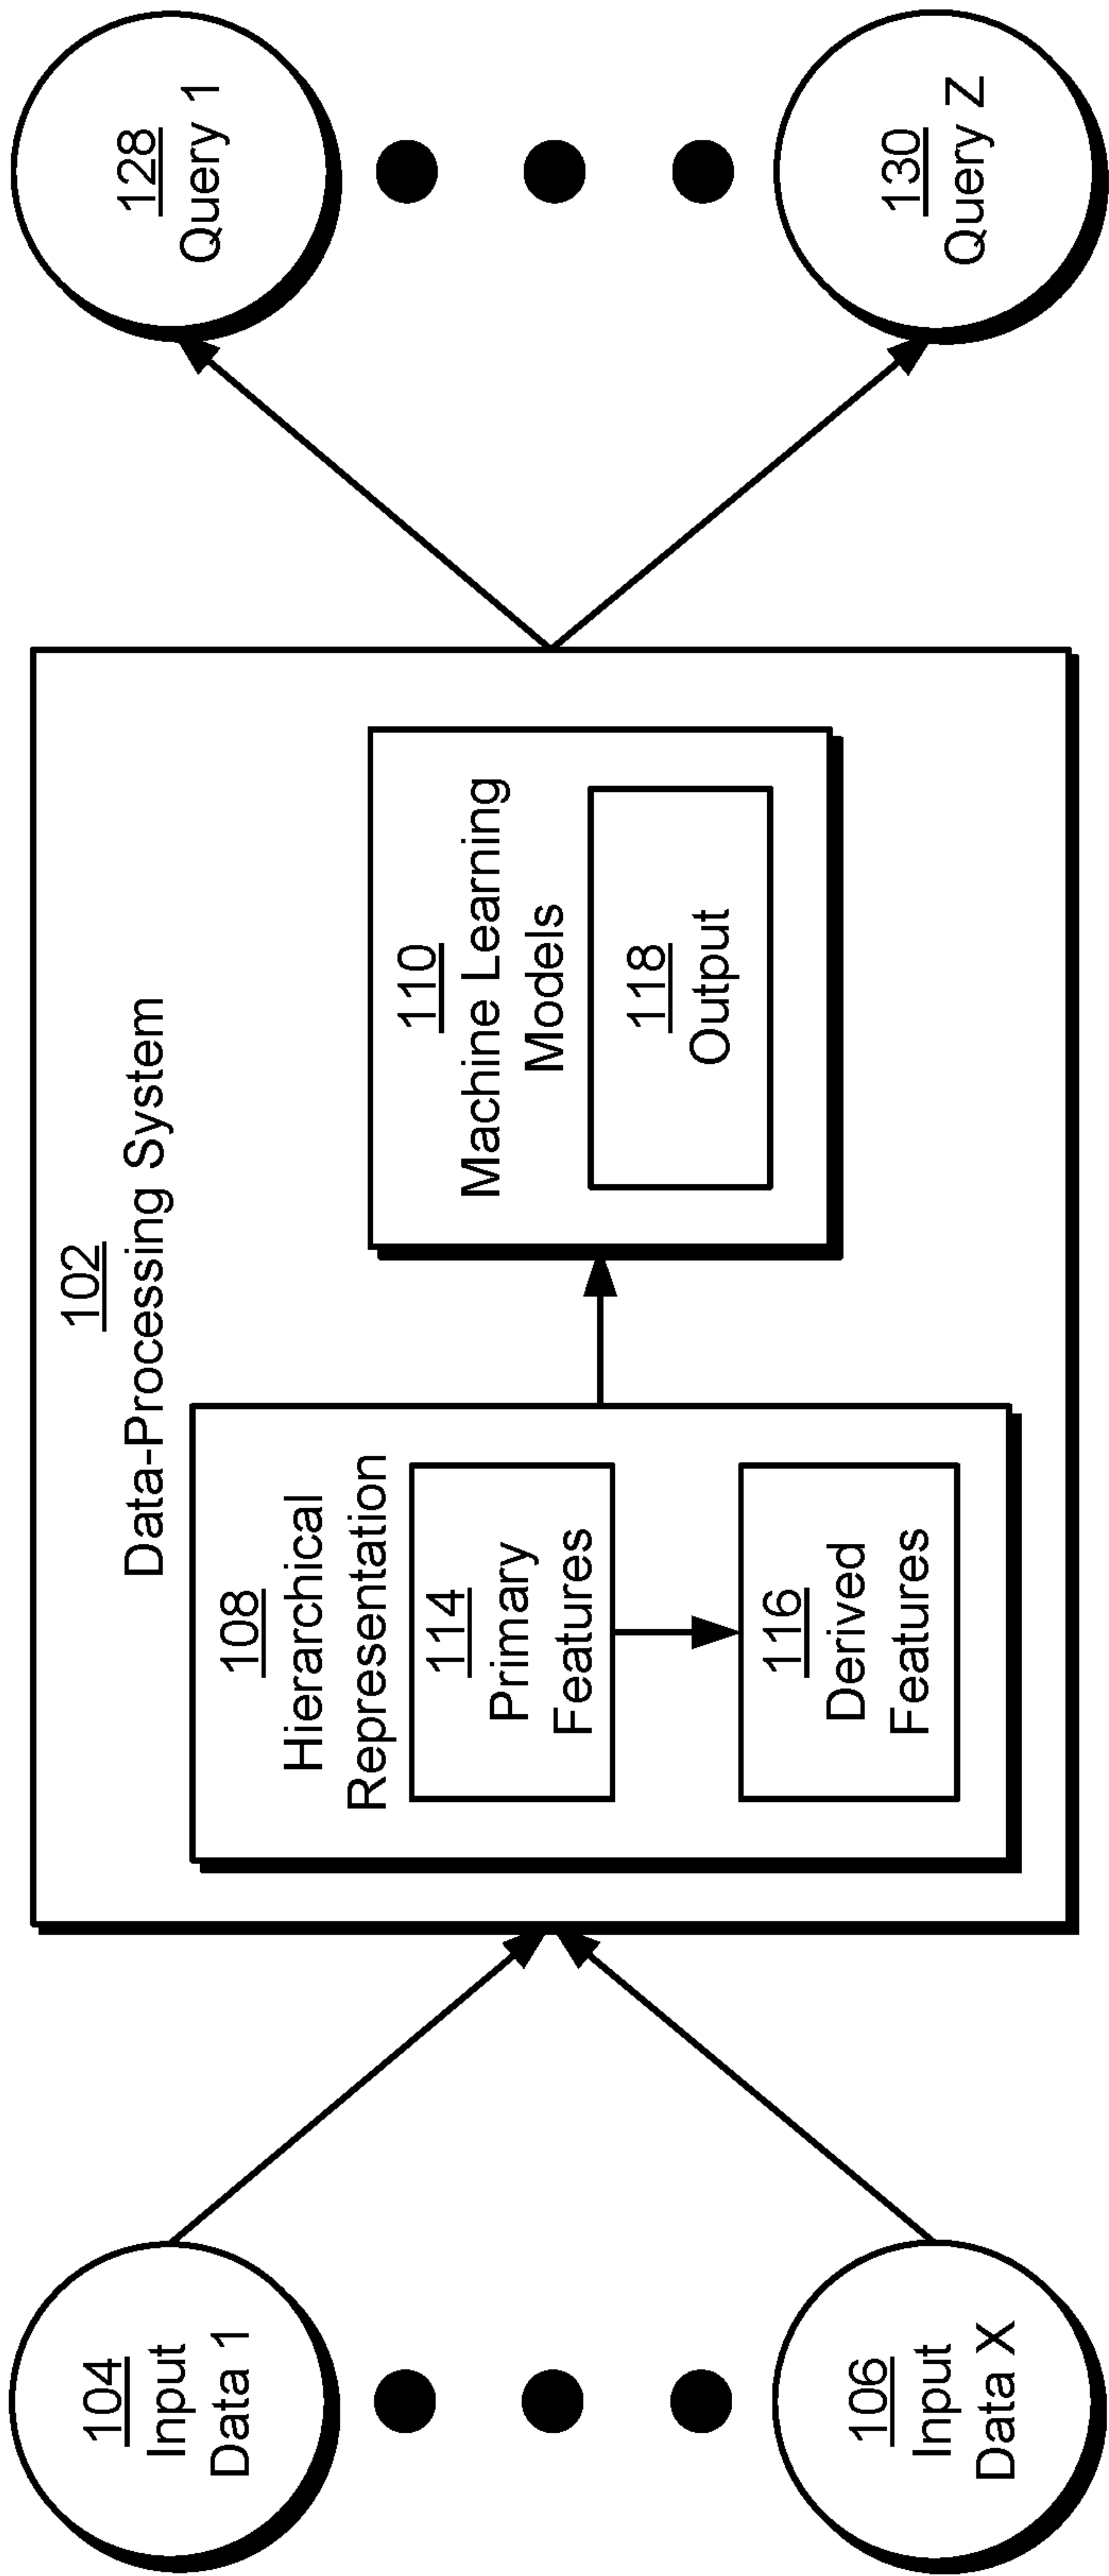 104
Input
Data 1
106
Input
Data X
102
Data-Processing System
108
Hierarchical
Representation
114
Primary
Features
116
Derived
Features
110
Machine Learning
Models
118
Output
128
Query 1
130
Query Z